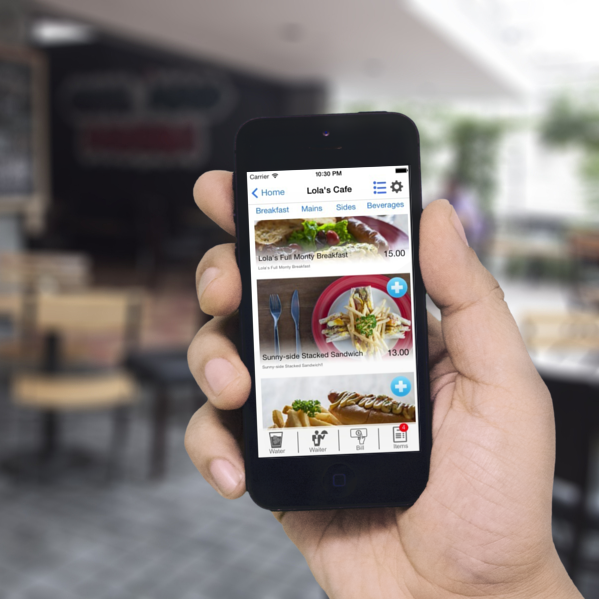 Carrier 10:30 PM
Home Lola's Cafe
Breakfast Mains Sides Beverages
Lola's Full Monty Breakfast 15.00
Lola's Full Monty Breakfast
Sunny-side Stacked Sandwich 13.00
Sunny side Stacked Sandwich!!
Water Waiter Bill Items